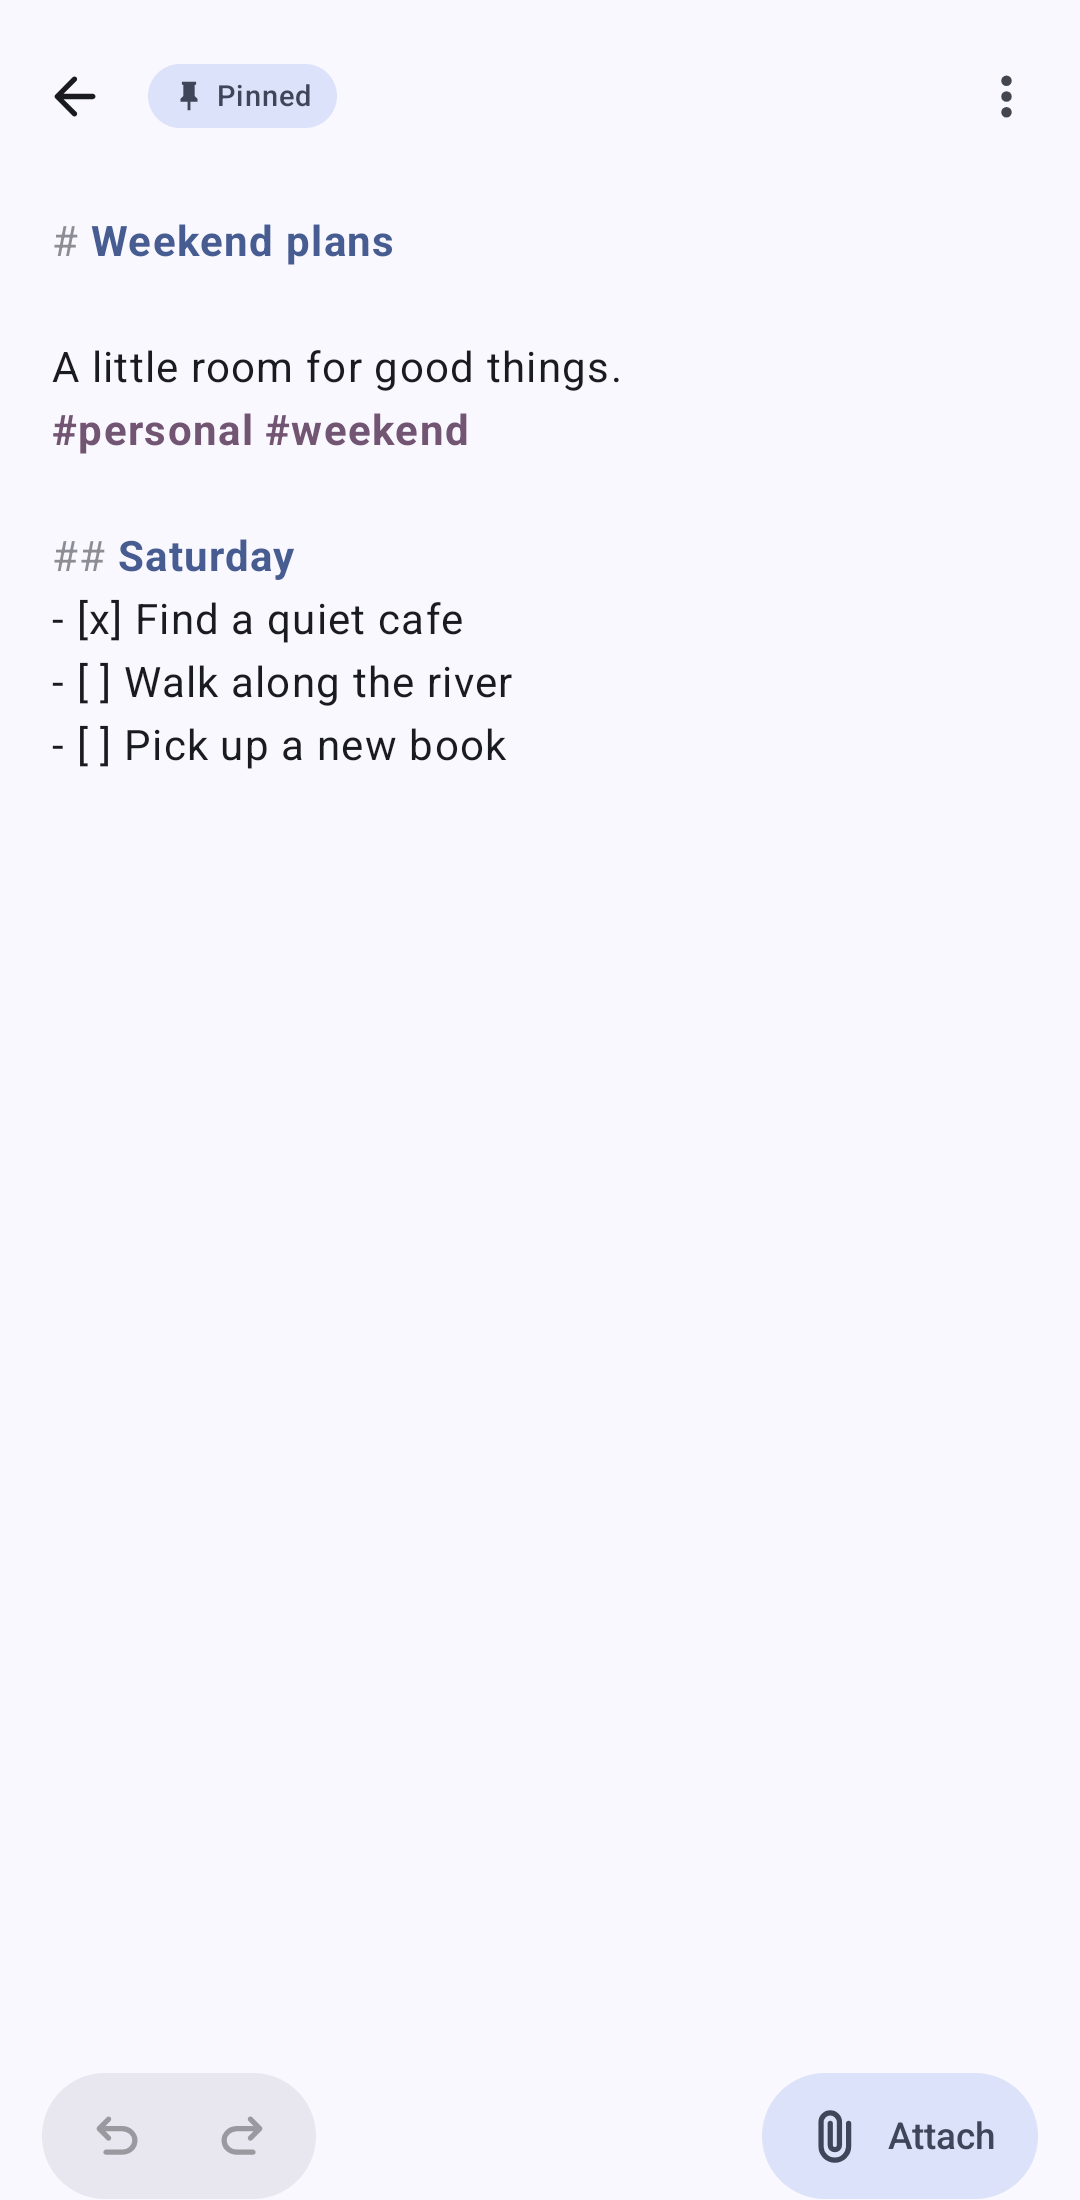 Pinned
# Weekend plans
A little room for good things.
#personal #weekend
## Saturday
- [x] Find a quiet cafe
- [ ] Walk along the river
- [ ] Pick up a new book
Attach